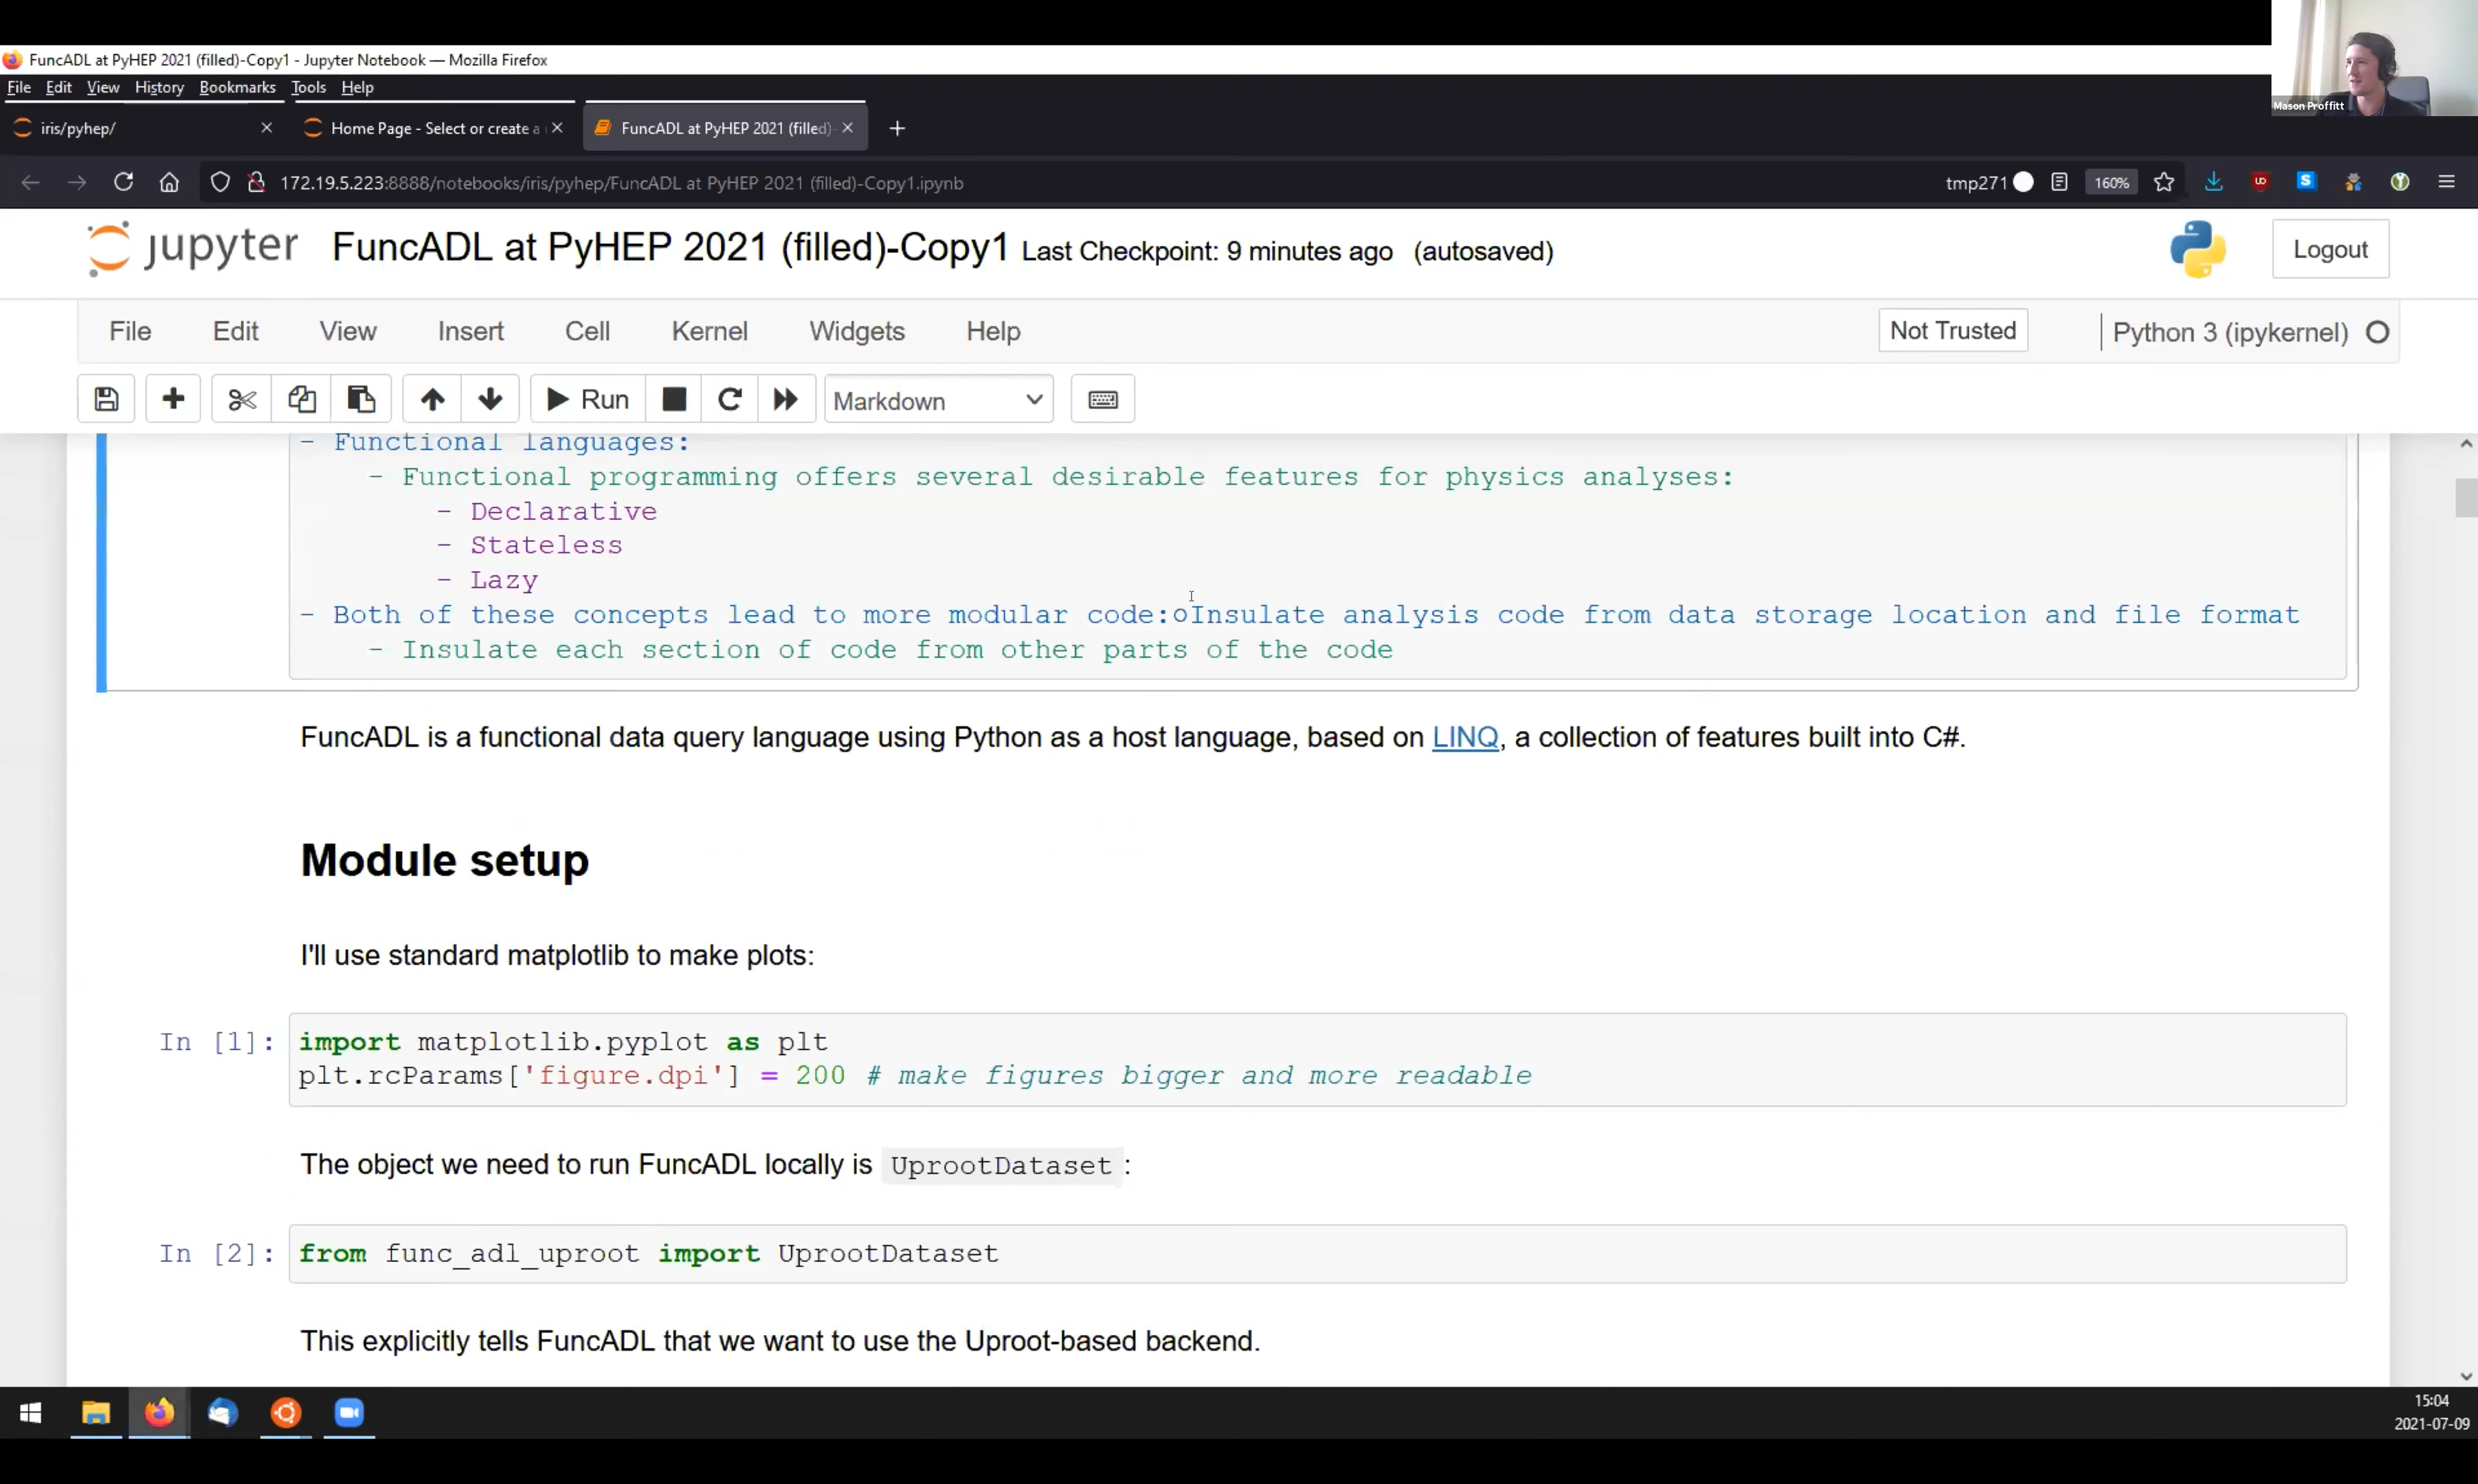 FuncADL at PyHEP 2021 (filled)-Copy1 - Jupyter Notebook — Mozilla Firefox
File Edit View History Bookmarks Tools Help
Mason Proffitt
iris/pyhep/
Home Page - Select or create a
FuncADL at PyHEP 2021 (filled)-
172.19.5.223:8888/notebooks/iris/pyhep/FuncADL at PyHEP 2021 (filled)-Copy1.ipynb
tmp271
160%
jupyter FuncADL at PyHEP 2021 (filled)-Copy1 Last Checkpoint: 9 minutes ago (autosaved)
Logout
File Edit View Insert Cell Kernel Widgets Help
Not Trusted
Python 3 (ipykernel)
Run
Markdown
- Functional languages:
- Functional programming offers several desirable features for physics analyses:
- Declarative
- Stateless
- Lazy
- Both of these concepts lead to more modular code:oInsulate analysis code from data storage location and file format
- Insulate each section of code from other parts of the code
FuncADL is a functional data query language using Python as a host language, based on LINQ, a collection of features built into C#.
Module setup
I'll use standard matplotlib to make plots:
In [1]: import matplotlib.pyplot as plt
plt.rcParams['figure.dpi'] = 200 # make figures bigger and more readable
The object we need to run FuncADL locally is UprootDataset :
In [2]: from func_adl_uproot import UprootDataset
This explicitly tells FuncADL that we want to use the Uproot-based backend.
15:04
2021-07-09